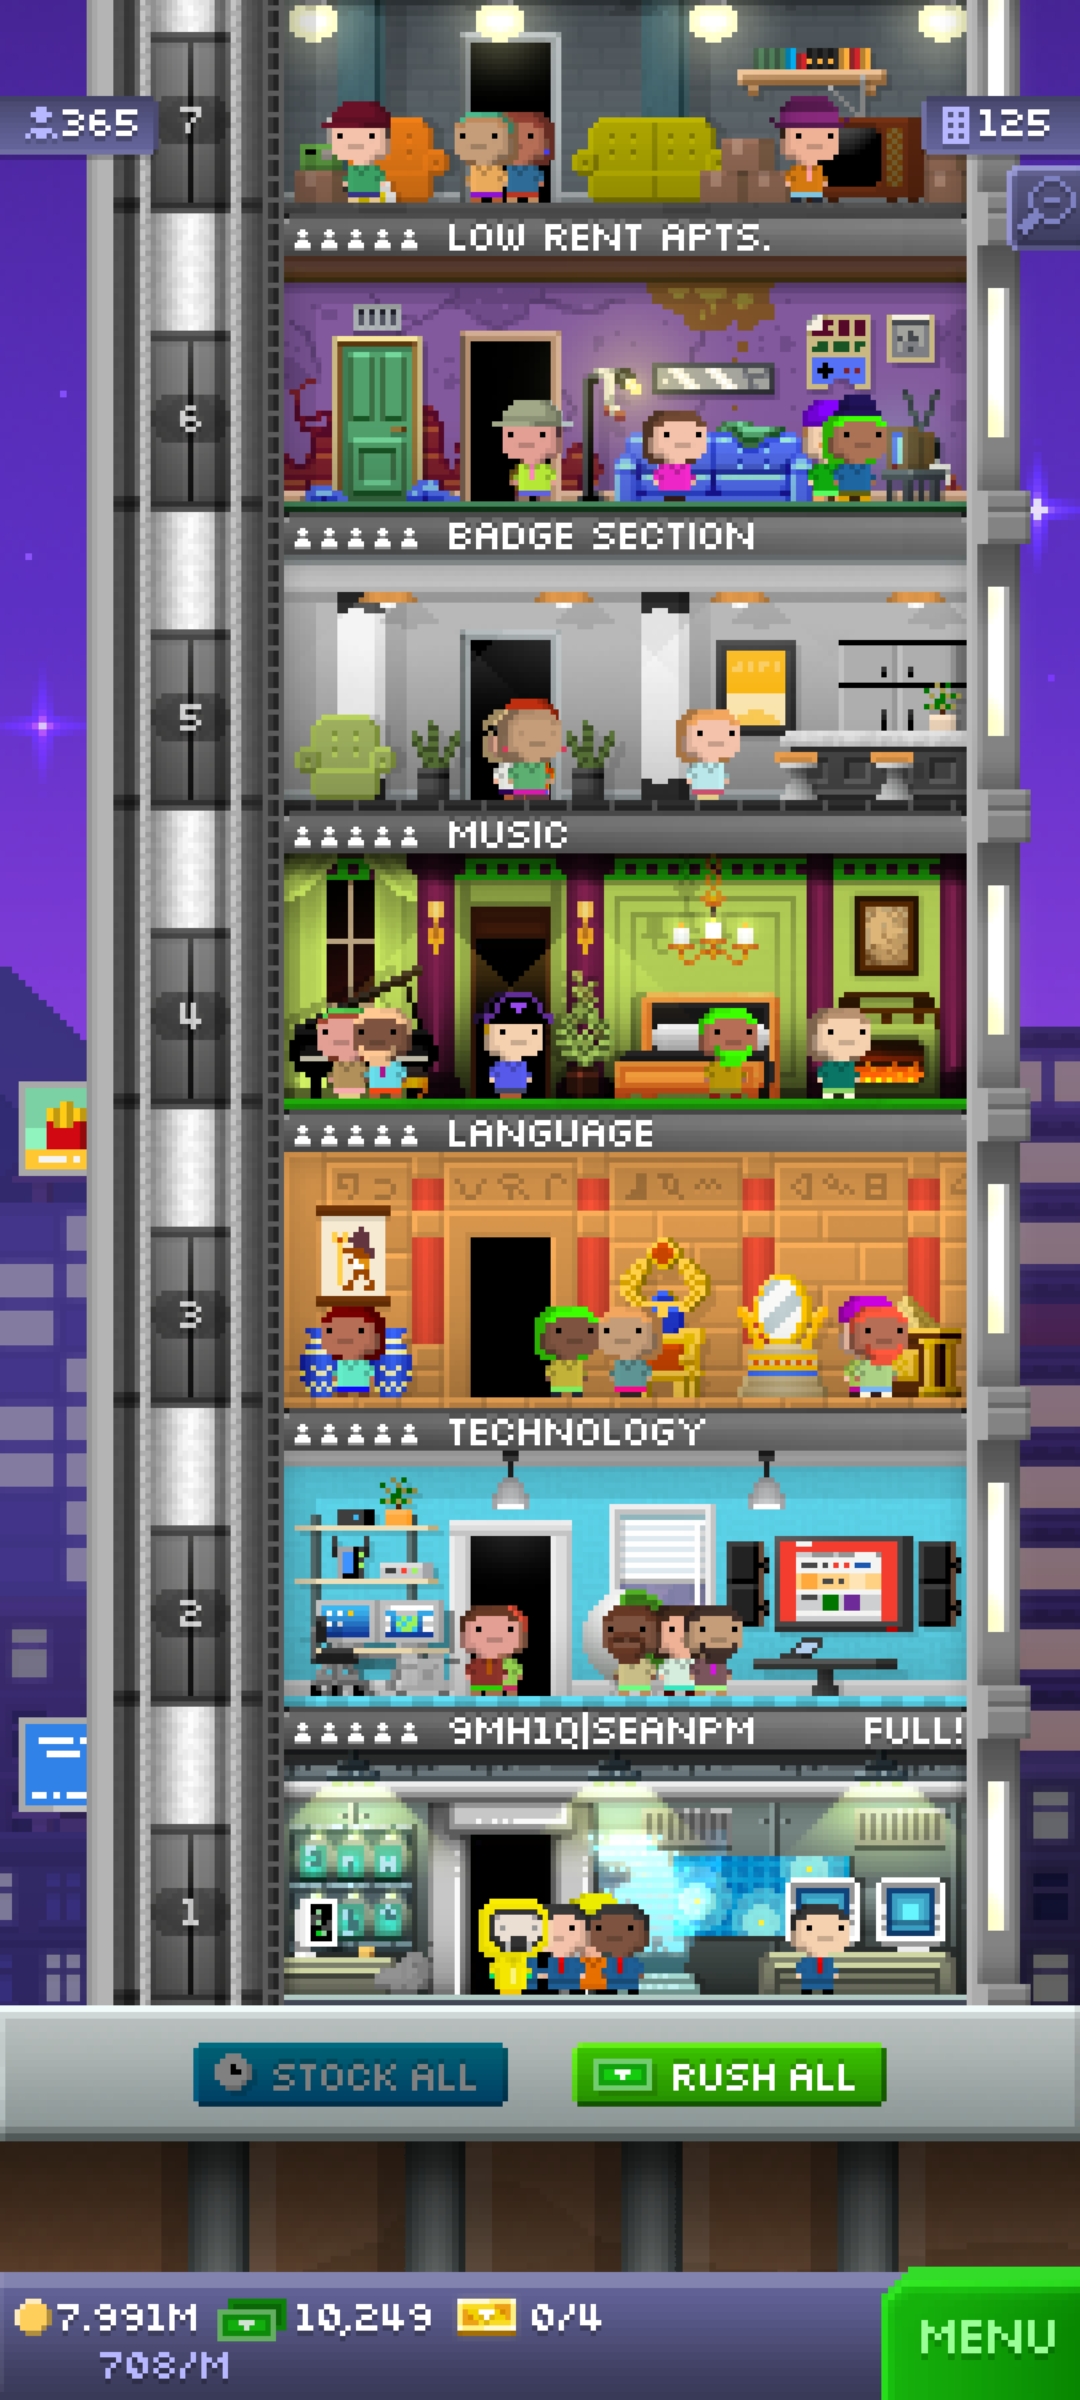 7
365
125
LOW RENT APTS.
6
BADGE SECTION
5
MUSIC
4
LANGUAGE
3
TECHNOLOGY
2
9MH1Q|SEANPM FULL!
1
STOCK ALL
RUSH ALL
7.991M 10,249 0/4
708/M
MENU